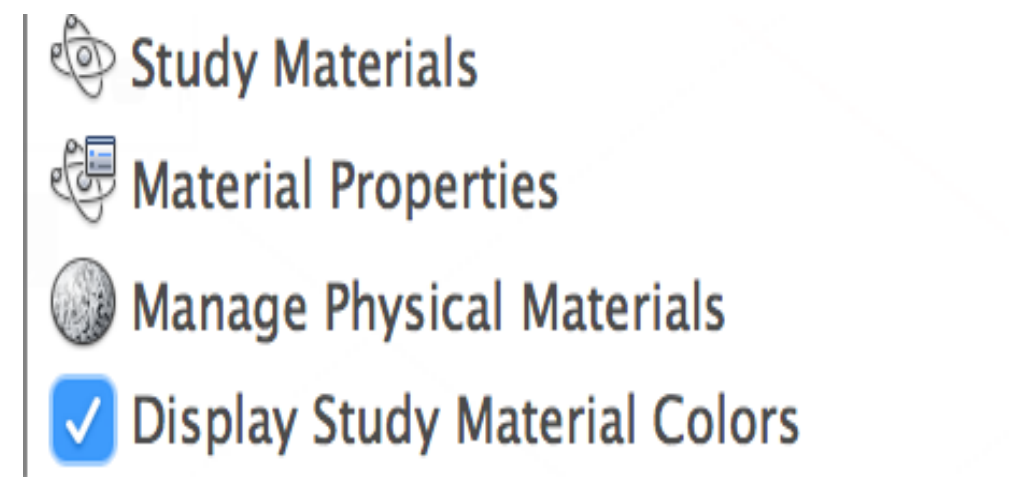 Study Materials
Material Properties
Manage Physical Materials
Display Study Material Colors